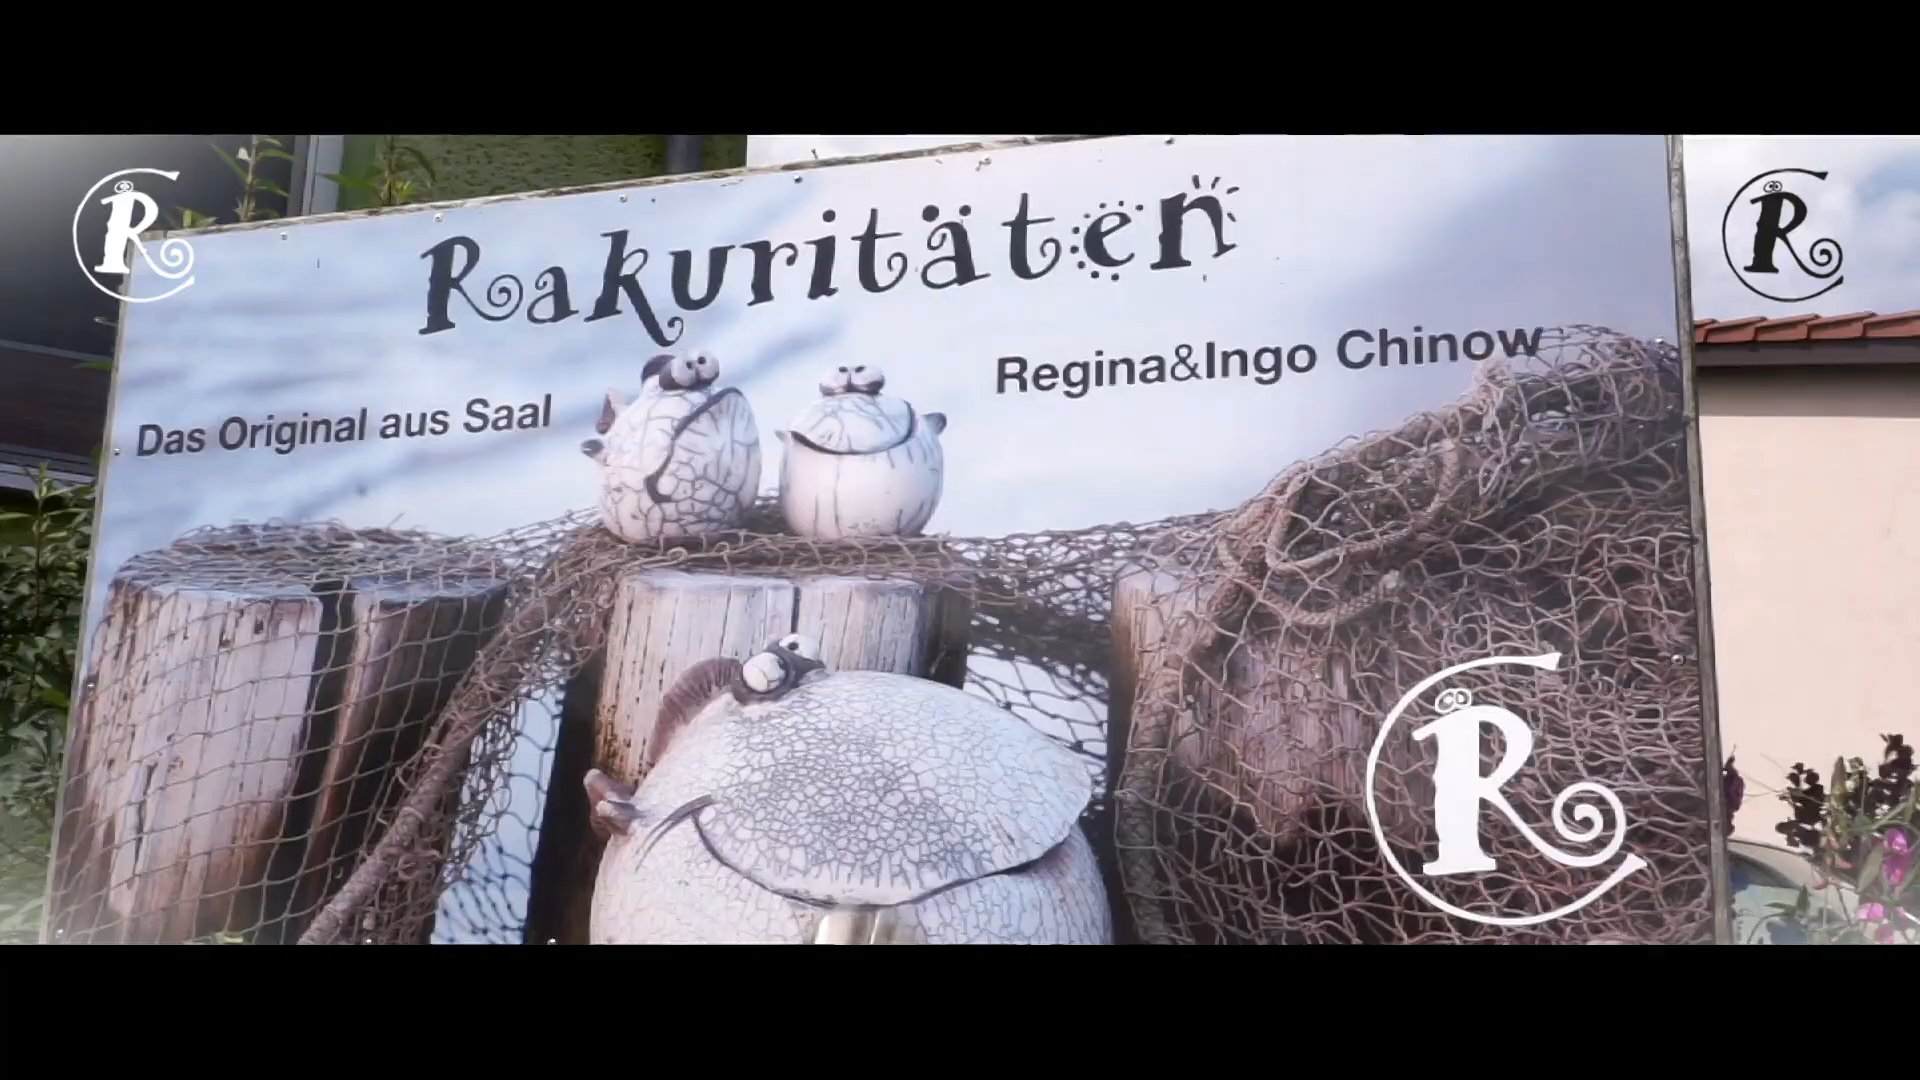 Rakuritäten
Regina&Ingo Chinow
Das Original aus Saal
R
R
R